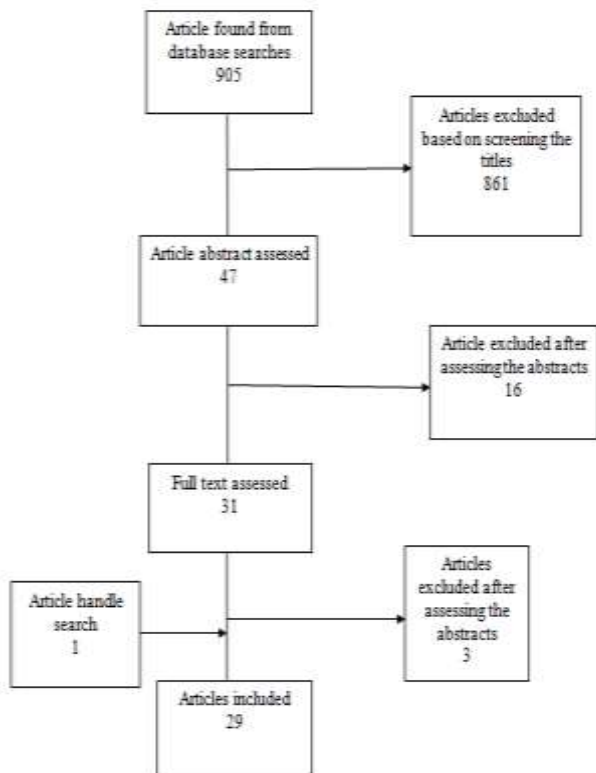 Article found from
database searches
905
Articles excluded
based on screening the
titles
861
Article abstract assessed
47
Article excluded after
assessing the abstracts
16
Full text assessed
31
Articles
excluded after
assessing the
abstracts
3
Article handle
search
1
Articles included
29